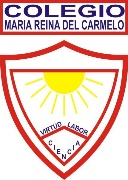 COLEGIO
MARIA REINA DEL CARMELO
VIRTUD LABOR
CIENCIA